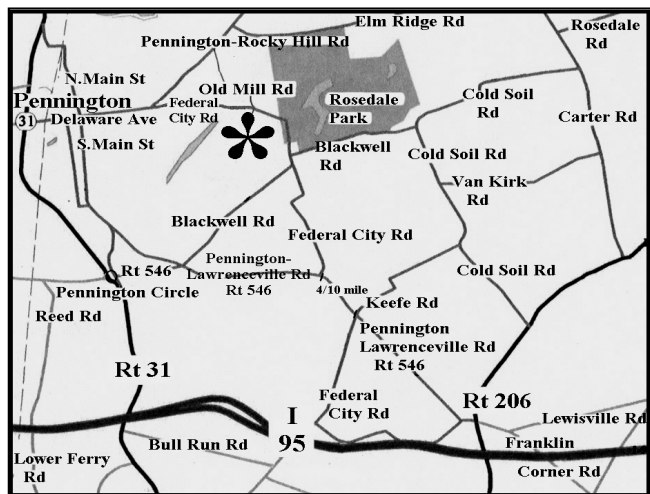 Elm Ridge Rd
Rosedale
Rd
Pennington-Rocky Hill Rd
N.Main St
Old Mill Rd
Pennington
Federal
City Rd
Rosedale
Park
Cold Soil
Rd
31
Delaware Ave
Carter Rd
S.Main St
Blackwell
Rd
Cold Soil Rd
Van Kirk
Rd
Blackwell Rd
Federal City Rd
Pennington-
Lawrenceville Rd
Rt 546
Rt 546
Cold Soil Rd
Pennington Circle
4/10 mile
Keefe Rd
Reed Rd
Pennington
Lawrenceville Rd
Rt 546
Rt 31
Federal
City Rd
Rt 206
I
95
Lewisville Rd
Bull Run Rd
Franklin
Corner Rd
Lower Ferry
Rd